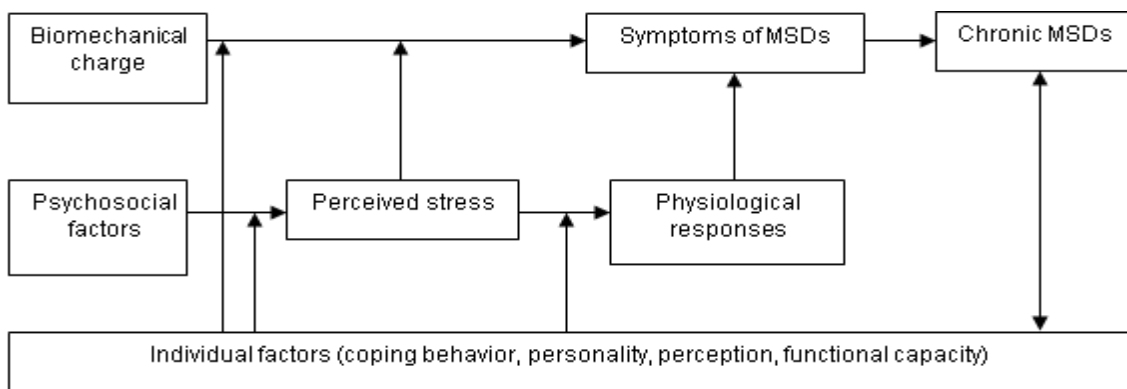 Biomechanical
charge
Symptoms of MSDs
Chronic MSDs
Psychosocial
factors
Perceived stress
Physiological
responses
Individual factors (coping behavior, personality, perception, functional capacity)